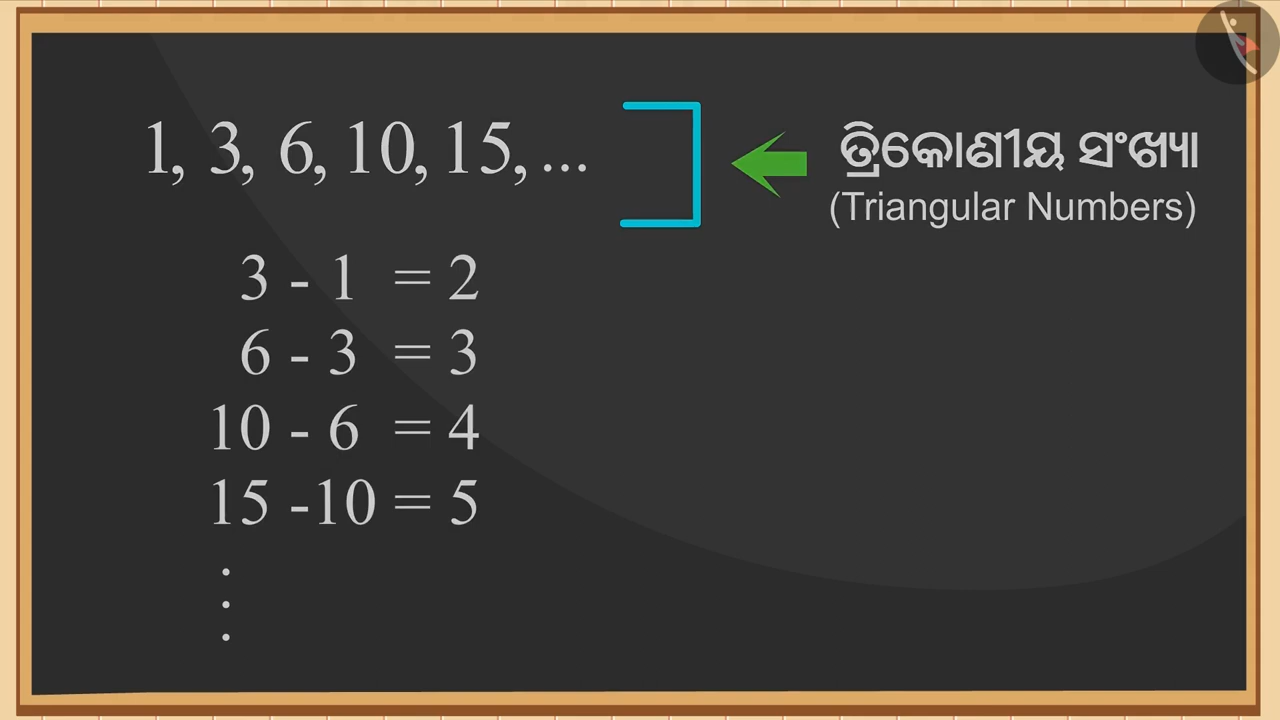 1, 3, 6, 10, 15, ...
ତ୍ରିକୋଣୀୟ ସଂଖ୍ୟା
(Triangular Numbers)
3 - 1 = 2
6 - 3 = 3
10 - 6 = 4
15 -10 = 5